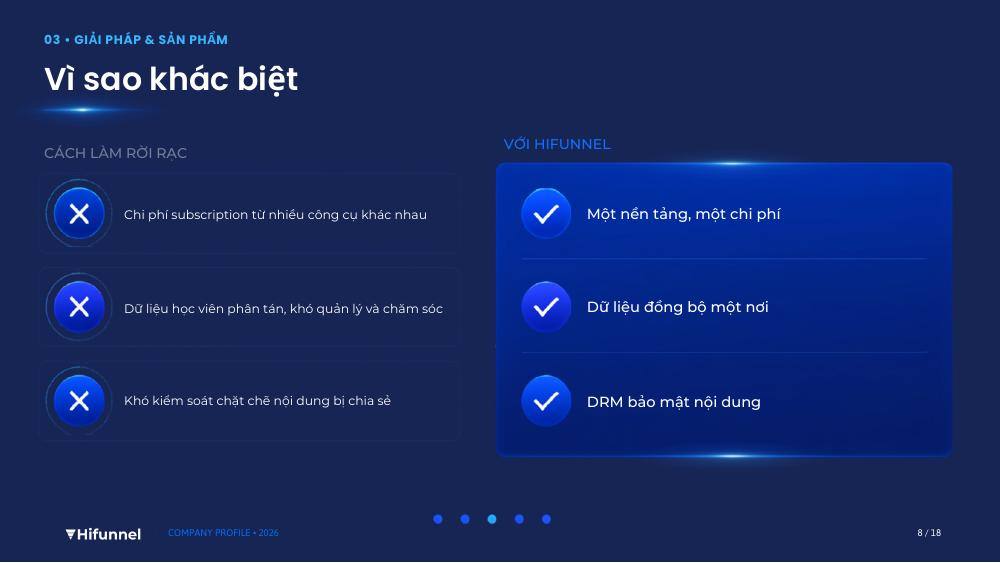 03 • GIẢI PHÁP & SẢN PHẨM
Vì sao khác biệt
CÁCH LÀM RỜI RẠC
Chi phí subscription từ nhiều công cụ khác nhau
Dữ liệu học viên phân tán, khó quản lý và chăm sóc
Khó kiểm soát chặt chẽ nội dung bị chia sẻ
VỚI HIFUNNEL
Một nền tảng, một chi phí
Dữ liệu đồng bộ một nơi
DRM bảo mật nội dung
Hifunnel
COMPANY PROFILE • 2026
8 / 18